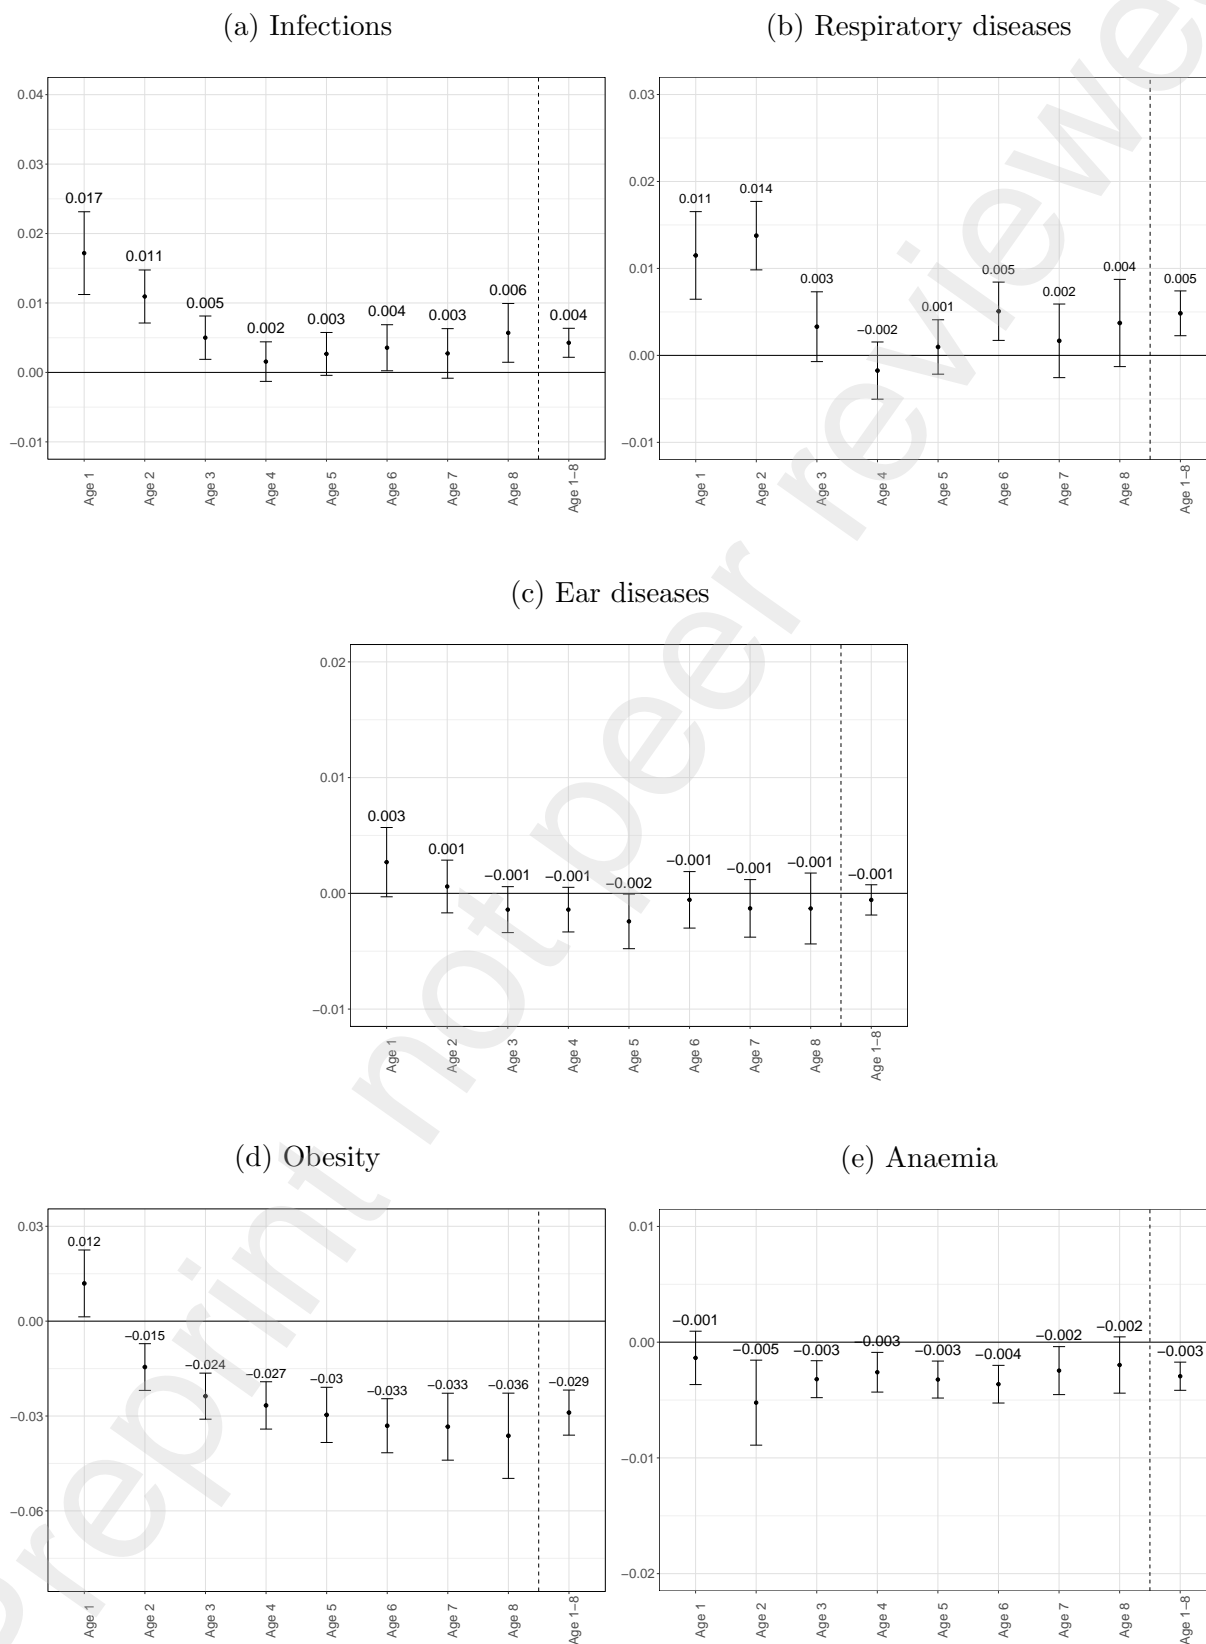 (a) Infections
(b) Respiratory diseases
0.04
0.03
0.02
0.01
0.00
−0.01
0.017
0.011
0.005
0.002
0.003
0.004
0.003
0.006
0.004
Age 1
Age 2
Age 3
Age 4
Age 5
Age 6
Age 7
Age 8
Age 1−8
0.03
0.02
0.01
0.00
−0.01
0.011
0.014
0.003
−0.002
0.001
0.005
0.002
0.004
0.005
Age 1
Age 2
Age 3
Age 4
Age 5
Age 6
Age 7
Age 8
Age 1−8
(c) Ear diseases
0.02
0.01
0.00
−0.01
0.003
0.001
−0.001
−0.001
−0.002
−0.001
−0.001
−0.001
−0.001
Age 1
Age 2
Age 3
Age 4
Age 5
Age 6
Age 7
Age 8
Age 1−8
(d) Obesity
(e) Anaemia
0.03
0.00
−0.03
−0.06
0.012
−0.015
−0.024
−0.027
−0.03
−0.033
−0.033
−0.036
−0.029
Age 1
Age 2
Age 3
Age 4
Age 5
Age 6
Age 7
Age 8
Age 1−8
0.01
0.00
−0.01
−0.02
−0.001
−0.005
−0.003
−0.003
−0.003
−0.004
−0.002
−0.002
−0.003
Age 1
Age 2
Age 3
Age 4
Age 5
Age 6
Age 7
Age 8
Age 1−8
Preprint not peer reviewed